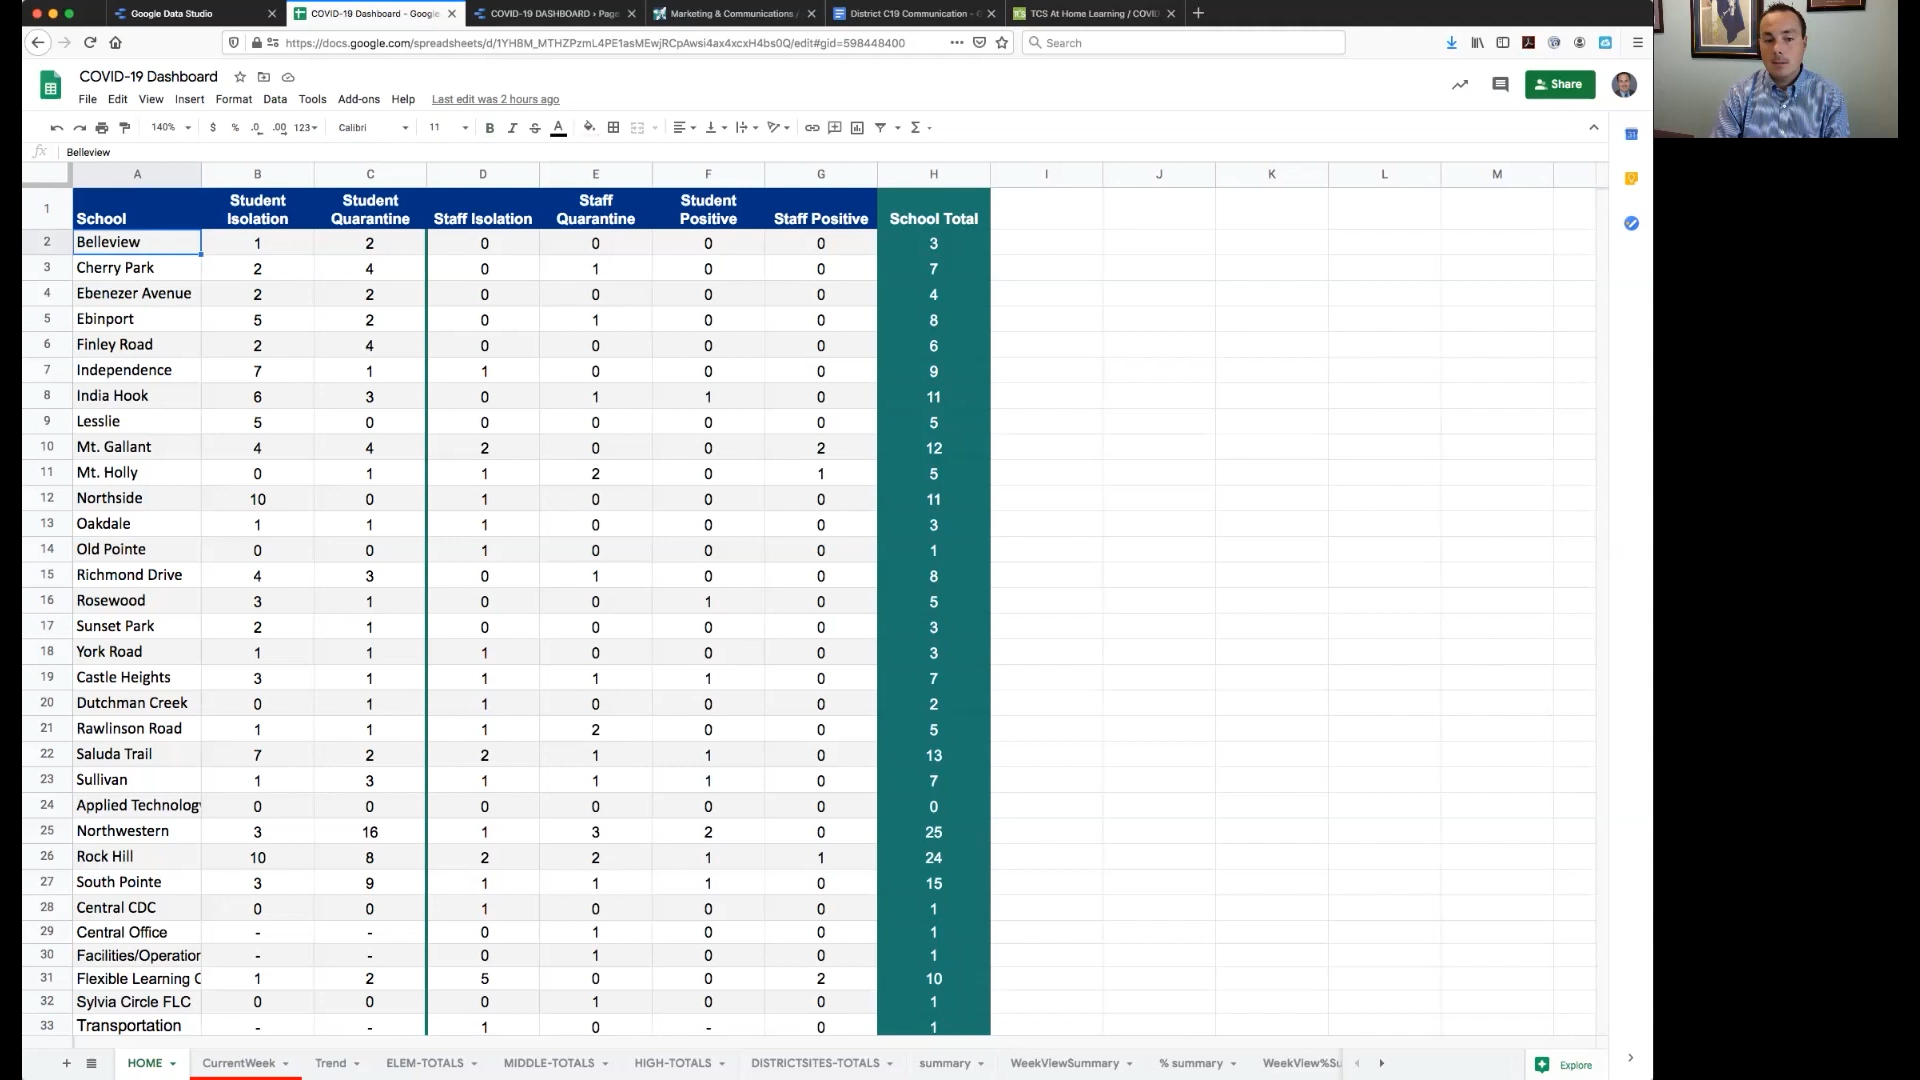 Google Data Studio
COVID-19 Dashboard - Google
COVID-19 DASHBOARD › Page
Marketing & Communications /
District C19 Communication - G
TCS At Home Learning / COVID
https://docs.google.com/spreadsheets/d/1YH8M_MTHZPzmL4PE1asMEwjRCpAwsi4ax4xcxH4bs0Q/edit#gid=598448400
Search
COVID-19 Dashboard
File Edit View Insert Format Data Tools Add-ons Help Last edit was 2 hours ago
Share
140% $ % .0 .00 123 Calibri 11 B I S A
fx Belleview
A B C D E F G H I J K L M
1 School Student Isolation Student Quarantine Staff Isolation Staff Quarantine Student Positive Staff Positive School Total
2 Belleview 1 2 0 0 0 0 3
3 Cherry Park 2 4 0 1 0 0 7
4 Ebenezer Avenue 2 2 0 0 0 0 4
5 Ebinport 5 2 0 1 0 0 8
6 Finley Road 2 4 0 0 0 0 6
7 Independence 7 1 1 0 0 0 9
8 India Hook 6 3 0 1 1 0 11
9 Lesslie 5 0 0 0 0 0 5
10 Mt. Gallant 4 4 2 0 0 2 12
11 Mt. Holly 0 1 1 2 0 1 5
12 Northside 10 0 1 0 0 0 11
13 Oakdale 1 1 1 0 0 0 3
14 Old Pointe 0 0 1 0 0 0 1
15 Richmond Drive 4 3 0 1 0 0 8
16 Rosewood 3 1 0 0 1 0 5
17 Sunset Park 2 1 0 0 0 0 3
18 York Road 1 1 1 0 0 0 3
19 Castle Heights 3 1 1 1 1 0 7
20 Dutchman Creek 0 1 1 0 0 0 2
21 Rawlinson Road 1 1 1 2 0 0 5
22 Saluda Trail 7 2 2 1 1 0 13
23 Sullivan 1 3 1 1 1 0 7
24 Applied Technology 0 0 0 0 0 0 0
25 Northwestern 3 16 1 3 2 0 25
26 Rock Hill 10 8 2 2 1 1 24
27 South Pointe 3 9 1 1 1 0 15
28 Central CDC 0 0 1 0 0 0 1
29 Central Office - - 0 1 0 0 1
30 Facilities/Operation - - 0 1 0 0 1
31 Flexible Learning C 1 2 5 0 0 2 10
32 Sylvia Circle FLC 0 0 0 1 0 0 1
33 Transportation - - 1 0 - 0 1
HOME CurrentWeek Trend ELEM-TOTALS MIDDLE-TOTALS HIGH-TOTALS DISTRICTSITES-TOTALS summary WeekViewSummary % summary WeekView%Su Explore